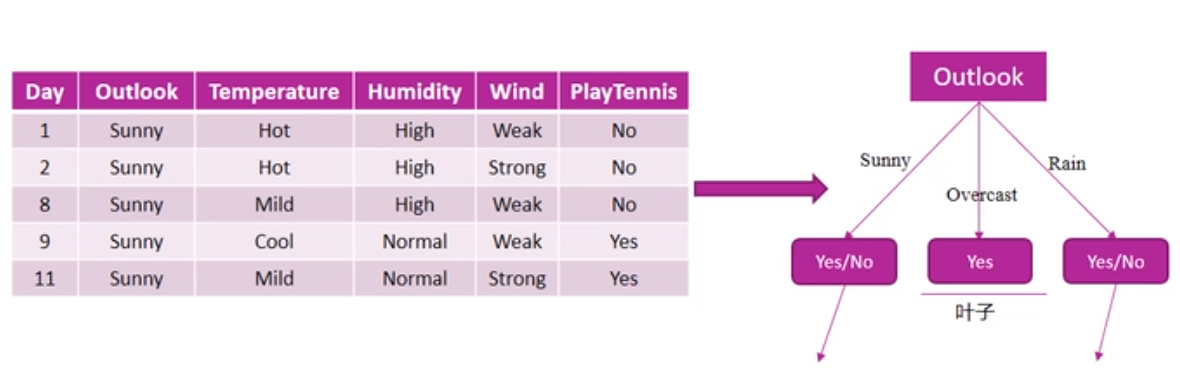 Day Outlook Temperature Humidity Wind PlayTennis
1 Sunny Hot High Weak No
2 Sunny Hot High Strong No
8 Sunny Mild High Weak No
9 Sunny Cool Normal Weak Yes
11 Sunny Mild Normal Strong Yes
Outlook
Sunny
Rain
Overcast
Yes/No
Yes
Yes/No
叶子